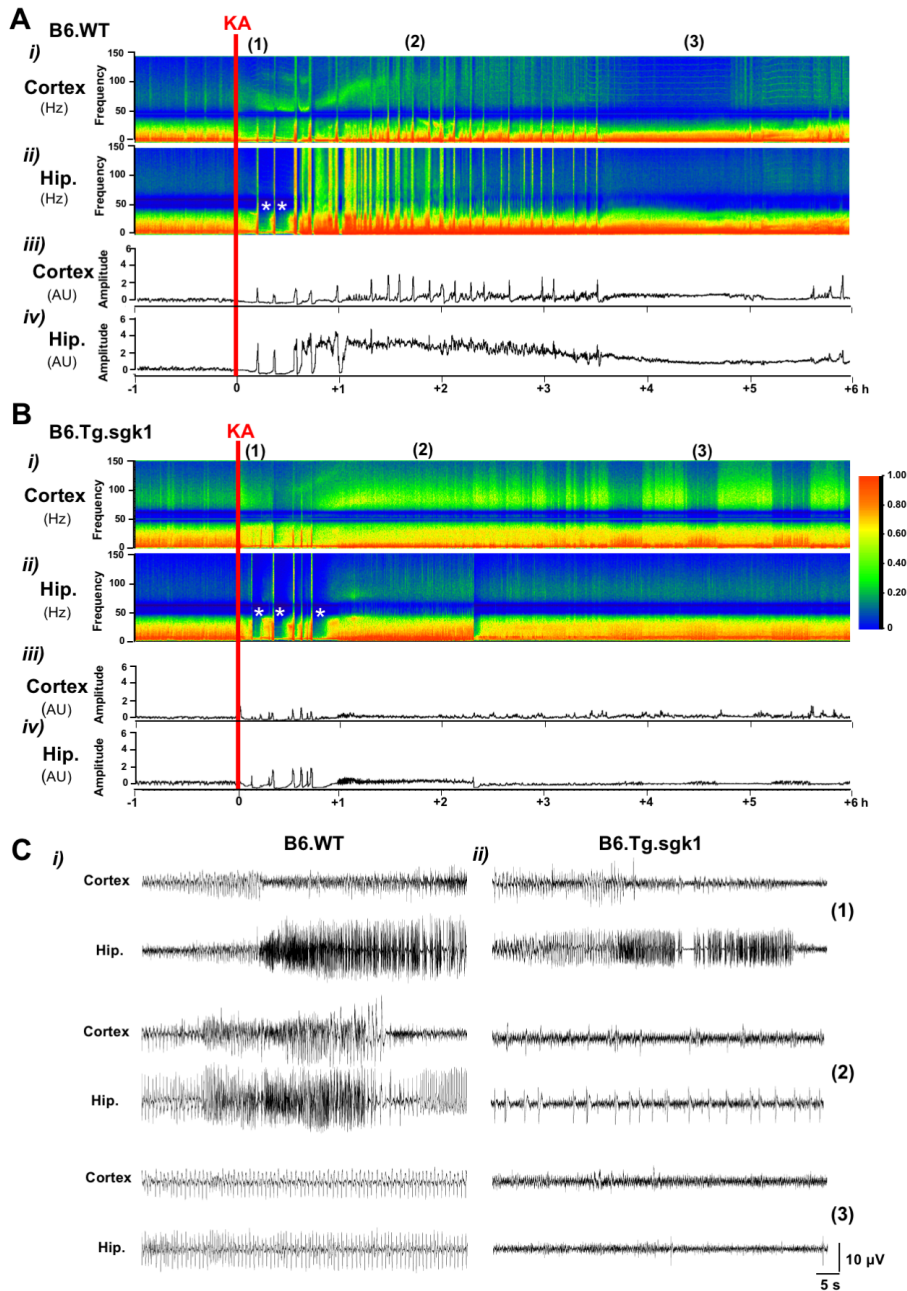 A
B6.WT
KA
(1) (2) (3)
i)
Cortex
(Hz)
Frequency
150
100
50
0
ii)
Hip.
(Hz)
Frequency
150
100
50
0
* *
iii)
Cortex
(AU)
Amplitude
6
4
2
0
iv)
Hip.
(AU)
Amplitude
6
4
2
0
-1 0 +1 +2 +3 +4 +5 +6 h
B
B6.Tg.sgk1
KA
(1) (2) (3)
i)
Cortex
(Hz)
Frequency
150
100
50
0
1.00
0.80
0.60
0.40
0.20
0
ii)
Hip.
(Hz)
Frequency
150
100
50
0
* * *
iii)
Cortex
(AU)
Amplitude
6
4
2
0
iv)
Hip.
(AU)
Amplitude
6
4
2
0
-1 0 +1 +2 +3 +4 +5 +6 h
C
i) B6.WT ii) B6.Tg.sgk1
Cortex
(1)
Hip.
Cortex
(2)
Hip.
Cortex
(3)
Hip.
10 µV
5 s